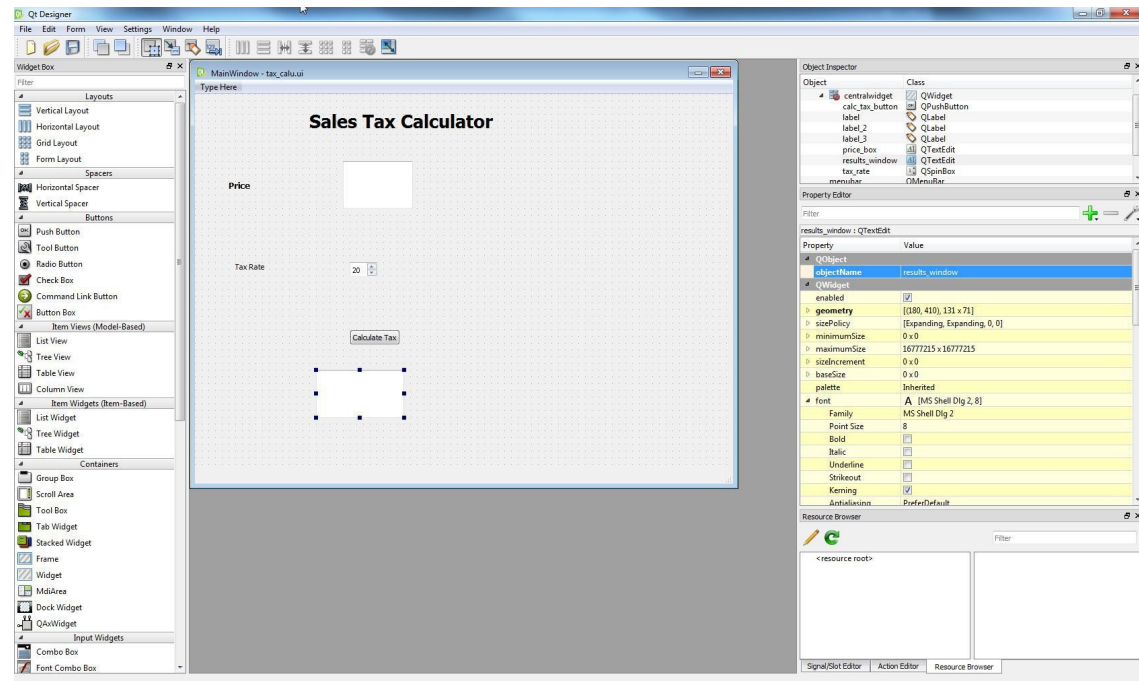 Qt Designer
File Edit Form View Settings Window Help
Widget Box
Filter
Layouts
Vertical Layout
Horizontal Layout
Grid Layout
Form Layout
Spacers
Horizontal Spacer
Vertical Spacer
Buttons
Push Button
Tool Button
Radio Button
Check Box
Command Link Button
Button Box
Item Views (Model-Based)
List View
Tree View
Table View
Column View
Item Widgets (Item-Based)
List Widget
Tree Widget
Table Widget
Containers
Group Box
Scroll Area
Tool Box
Tab Widget
Stacked Widget
Frame
Widget
MdiArea
Dock Widget
QAxWidget
Input Widgets
Combo Box
Font Combo Box
MainWindow - tax_calu.ui
Type Here
Sales Tax Calculator
Price
Tax Rate 20
Calculate Tax
Object Inspector
Object Class
centralwidget QWidget
calc_tax_button QPushButton
label QLabel
label_2 QLabel
label_3 QLabel
price_box QTextEdit
results_window QTextEdit
tax_rate QSpinBox
menubar QMenuBar
Property Editor
Filter
results_window : QTextEdit
Property Value
QObject
objectName results_window
QWidget
enabled
geometry [(180, 410), 131 x 71]
sizePolicy [Expanding, Expanding, 0, 0]
minimumSize 0 x 0
maximumSize 16777215 x 16777215
sizeIncrement 0 x 0
baseSize 0 x 0
palette Inherited
font A [MS Shell Dlg 2, 8]
Family MS Shell Dlg 2
Point Size 8
Bold
Italic
Underline
Strikeout
Kerning
Antialiasing PreferDefault
Resource Browser
Filter
<resource root>
Signal/Slot Editor Action Editor Resource Browser